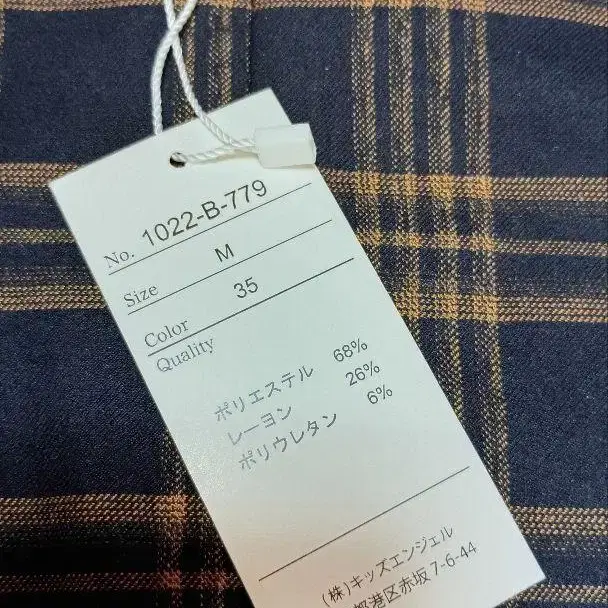 No. 1022-B-779
Size M
Color 35
Quality
ポリエステル 68%
レーヨン 26%
ポリウレタン 6%
(株)キッズエンジェル
都港区赤坂7-6-44